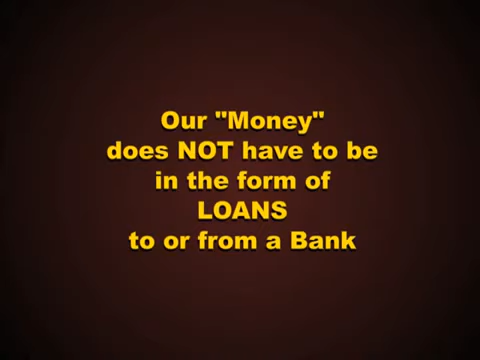 Our "Money"
does NOT have to be
in the form of
LOANS
to or from a Bank